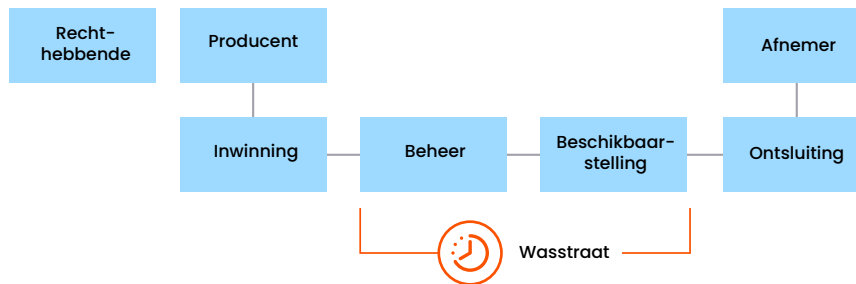 Recht-
hebbende
Producent
Afnemer
Inwinning
Beheer
Beschikbaar-
stelling
Ontsluiting
Wasstraat